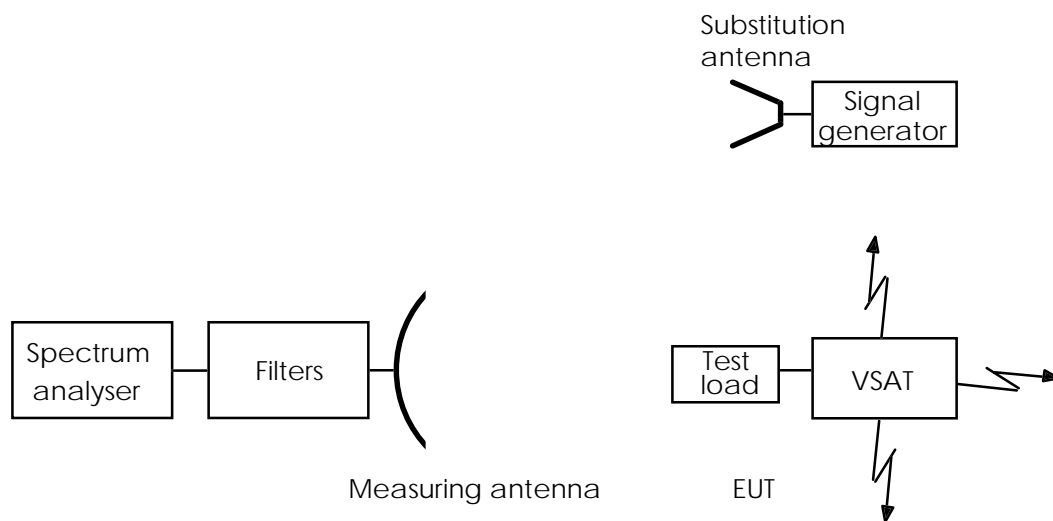 Substitution
antenna
Signal
generator
Spectrum
analyser
Filters
Test
load
VSAT
Measuring antenna
EUT